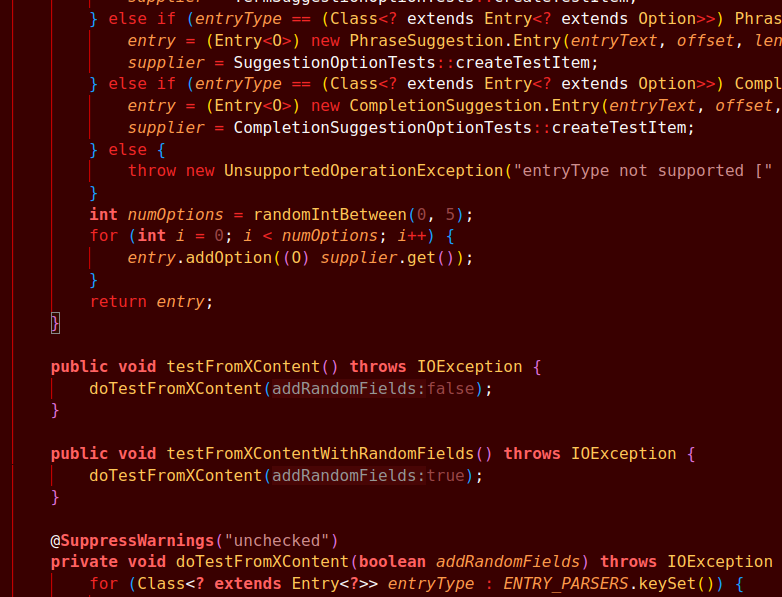 } else if (entryType == (Class<? extends Entry<? extends Option>>) Phras
entry = (Entry<O>) new PhraseSuggestion.Entry(entryText, offset, len
supplier = SuggestionOptionTests::createTestItem;
} else if (entryType == (Class<? extends Entry<? extends Option>>) Compl
entry = (Entry<O>) new CompletionSuggestion.Entry(entryText, offset,
supplier = CompletionSuggestionOptionTests::createTestItem;
} else {
throw new UnsupportedOperationException("entryType not supported ["
}
int numOptions = randomIntBetween(0, 5);
for (int i = 0; i < numOptions; i++) {
entry.addOption((O) supplier.get());
}
return entry;
}
public void testFromXContent() throws IOException {
doTestFromXContent(addRandomFields:false);
}
public void testFromXContentWithRandomFields() throws IOException {
doTestFromXContent(addRandomFields:true);
}
@SuppressWarnings("unchecked")
private void doTestFromXContent(boolean addRandomFields) throws IOException
for (Class<? extends Entry<?>> entryType : ENTRY_PARSERS.keySet()) {